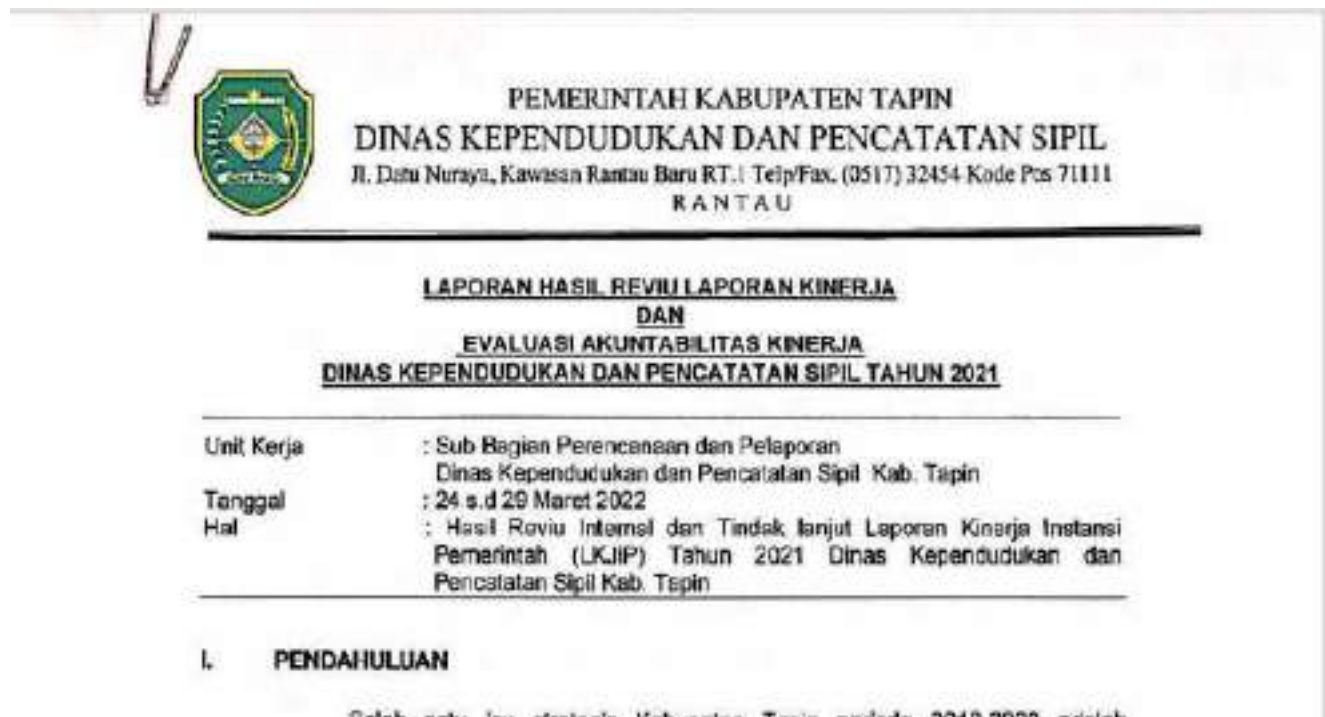 PEMERINTAH KABUPATEN TAPIN
DINAS KEPENDUDUKAN DAN PENCATATAN SIPIL
Jl. Datu Nuraya, Kawasan Rantau Baru RT.1 Telp/Fax. (0517) 32454 Kode Pos 71111
RANTAU
LAPORAN HASIL REVIU LAPORAN KINERJA
DAN
EVALUASI AKUNTABILITAS KINERJA
DINAS KEPENDUDUKAN DAN PENCATATAN SIPIL TAHUN 2021
Unit Kerja : Sub Bagian Perencanaan dan Pelaporan
Dinas Kependudukan dan Pencatatan Sipil Kab. Tapin
Tanggal : 24 s.d 29 Maret 2022
Hal : Hasil Reviu Internal dan Tindak lanjut Laporan Kinerja Instansi
Pemerintah (LKJIP) Tahun 2021 Dinas Kependudukan dan
Pencatatan Sipil Kab. Tapin
I. PENDAHULUAN